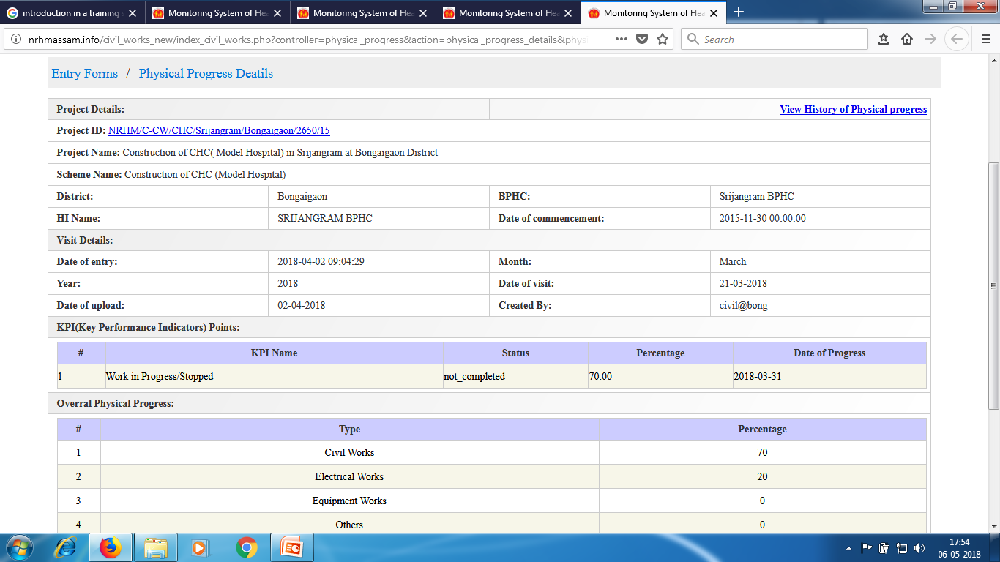 introduction in a training s
Monitoring System of Hea
Monitoring System of Hea
Monitoring System of Hea
Monitoring System of Hea
nrhmassam.info/civil_works_new/index_civil_works.php?controller=physical_progress&action=physical_progress_details&phys
Search
Entry Forms / Physical Progress Deatils
Project Details: View History of Physical progress
Project ID: NRHM/C-CW/CHC/Srijangram/Bongaigaon/2650/15
Project Name: Construction of CHC( Model Hospital) in Srijangram at Bongaigaon District
Scheme Name: Construction of CHC (Model Hospital)
District: Bongaigaon BPHC: Srijangram BPHC
HI Name: SRIJANGRAM BPHC Date of commencement: 2015-11-30 00:00:00
Visit Details:
Date of entry: 2018-04-02 09:04:29 Month: March
Year: 2018 Date of visit: 21-03-2018
Date of upload: 02-04-2018 Created By: civil@bong
KPI(Key Performance Indicators) Points:
# KPI Name Status Percentage Date of Progress
1 Work in Progress/Stopped not_completed 70.00 2018-03-31
Overral Physical Progress:
# Type Percentage
1 Civil Works 70
2 Electrical Works 20
3 Equipment Works 0
4 Others 0
17:54
06-05-2018